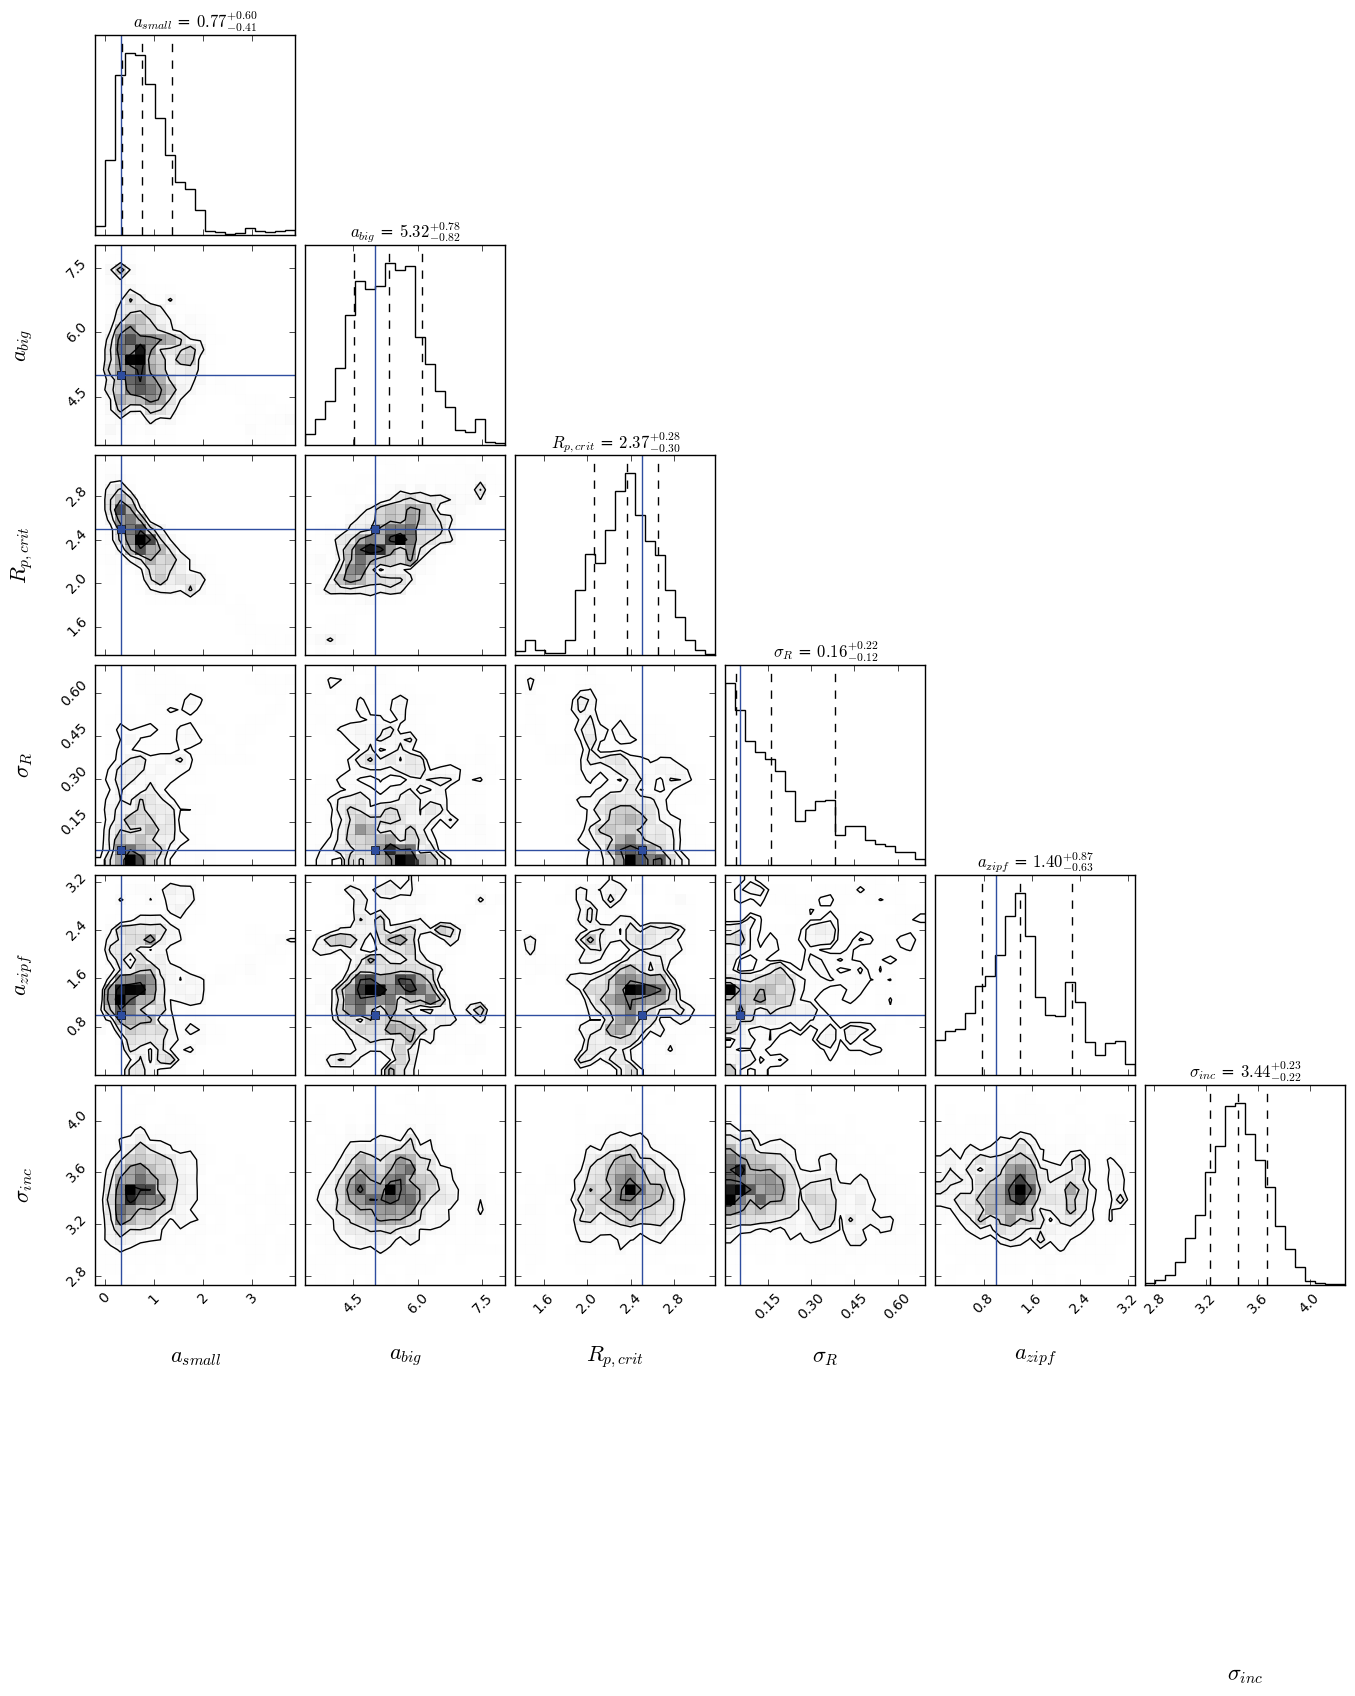 a_small = 0.77^{+0.60}_{-0.41}
a_big = 5.32^{+0.78}_{-0.82}
7.5
6.0
4.5
a_big
R_{p,crit} = 2.37^{+0.28}_{-0.30}
2.8
2.4
2.0
1.6
R_{p,crit}
σ_R = 0.16^{+0.22}_{-0.12}
0.60
0.45
0.30
0.15
σ_R
a_zipf = 1.40^{+0.87}_{-0.63}
3.2
2.4
1.6
0.8
a_zipf
σ_inc = 3.44^{+0.23}_{-0.22}
4.0
3.6
3.2
2.8
σ_inc
0 1 2 3 4.5 6.0 7.5 1.6 2.0 2.4 2.8 0.15 0.30 0.45 0.60 0.8 1.6 2.4 3.2 2.8 3.2 3.6 4.0
a_small a_big R_{p,crit} σ_R a_zipf
σ_inc